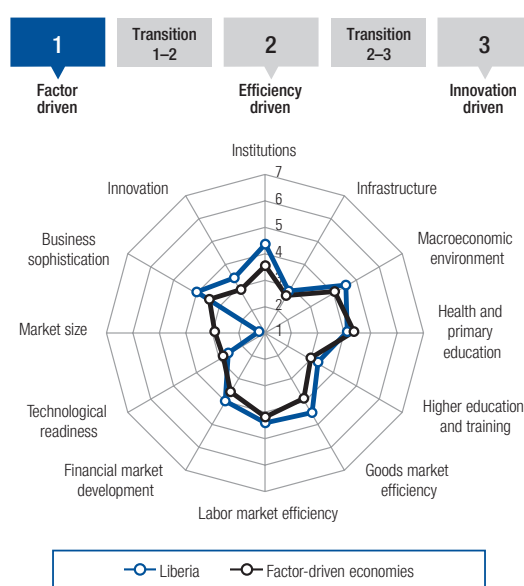 1
Transition
1–2
2
Transition
2–3
3
Factor
driven
Efficiency
driven
Innovation
driven
Institutions
7
Innovation
Infrastructure
6
5
Business
sophistication
Macroeconomic
environment
4
3
2
Market size
1
Health and
primary
education
Technological
readiness
Higher education
and training
Financial market
development
Goods market
efficiency
Labor market efficiency
Liberia
Factor-driven economies